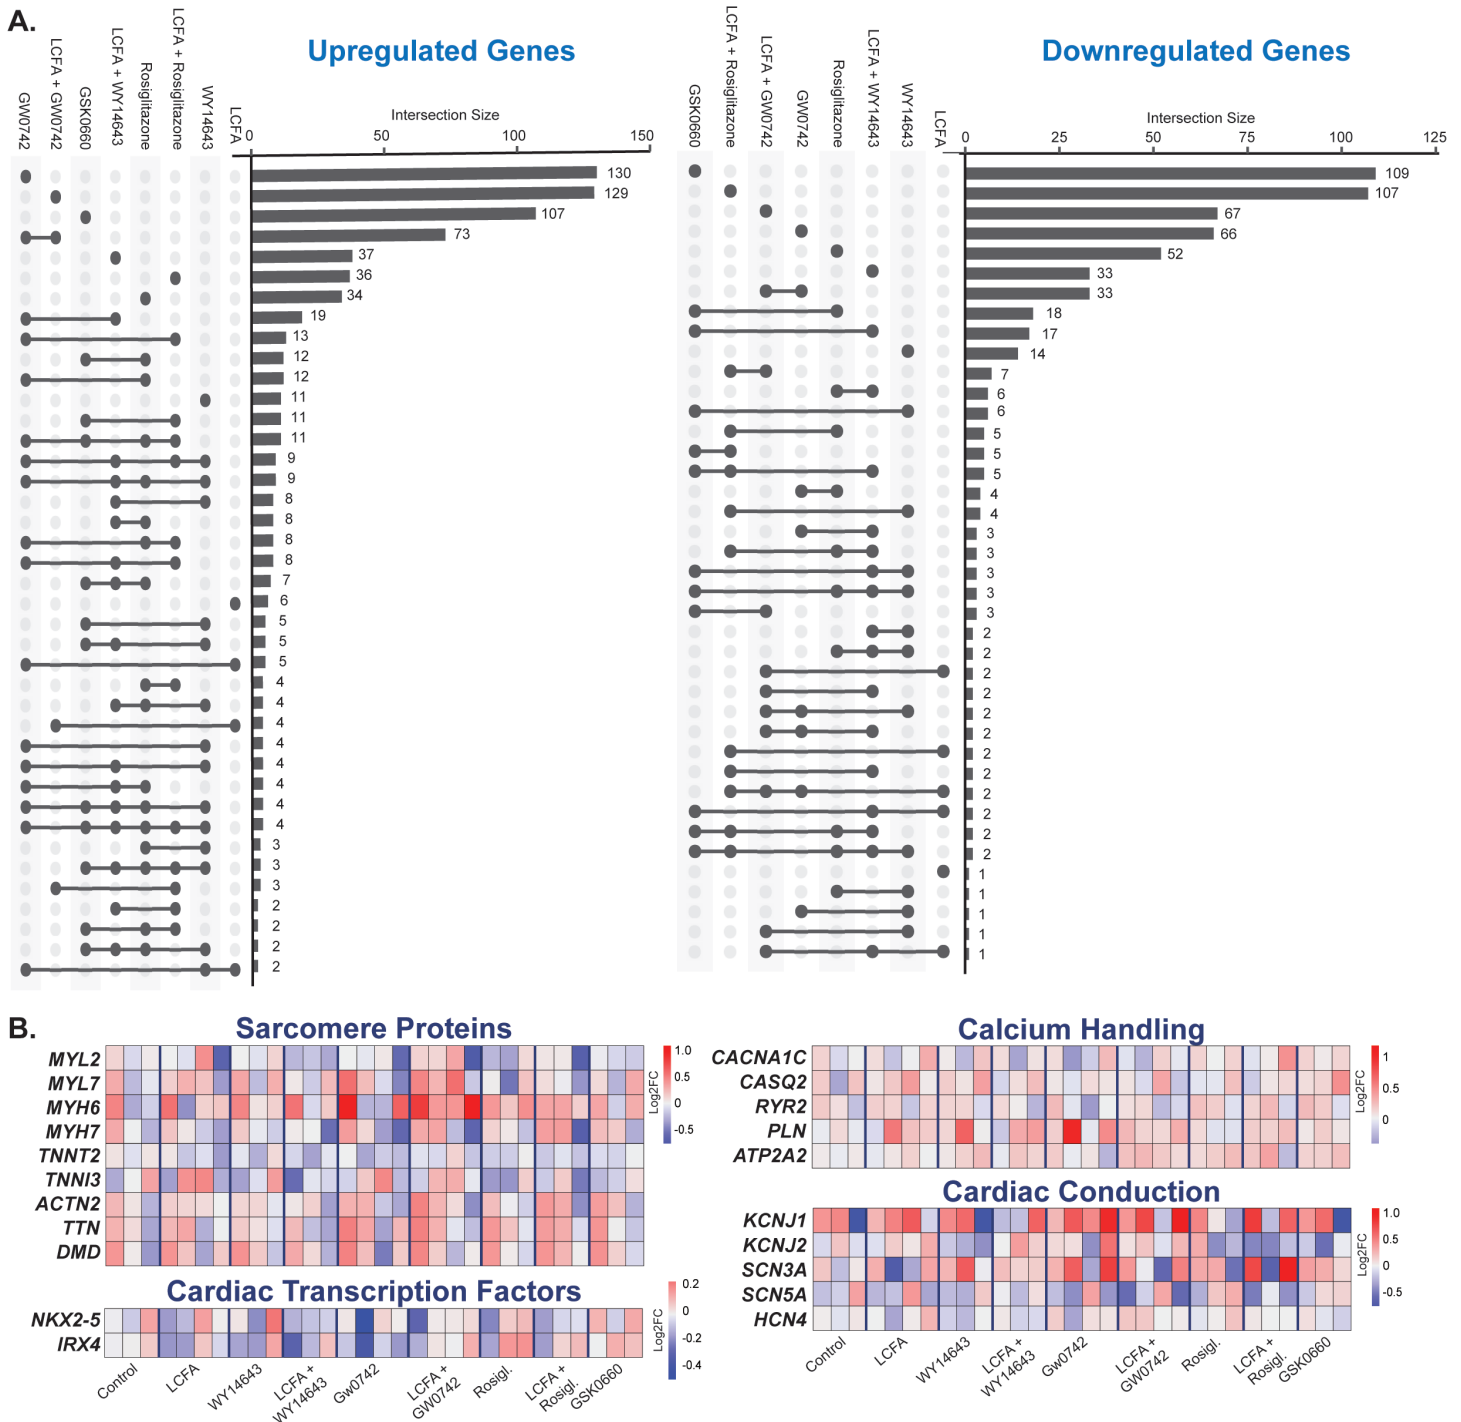 A.
Upregulated Genes
GW0742
LCFA + GW0742
GSK0660
LCFA + WY14643
Rosiglitazone
LCFA + Rosiglitazone
WY14643
LCFA
Intersection Size
0 50 100 150
130
129
107
73
37
36
34
19
13
12
12
11
11
11
9
9
8
8
8
8
7
6
5
5
5
4
4
4
4
4
4
4
4
3
3
3
2
2
2
2
Downregulated Genes
GSK0660
LCFA + Rosiglitazone
LCFA + GW0742
GW0742
Rosiglitazone
LCFA + WY14643
WY14643
LCFA
Intersection Size
0 25 50 75 100 125
109
107
67
66
52
33
33
18
17
14
7
6
6
5
5
5
4
4
3
3
3
3
3
2
2
2
2
2
2
2
2
2
2
2
2
1
1
1
1
1
B.
Sarcomere Proteins
MYL2
MYL7
MYH6
MYH7
TNNT2
TNNI3
ACTN2
TTN
DMD
1.0
0.5
0
-0.5
Log2FC
Cardiac Transcription Factors
NKX2-5
IRX4
0.2
0
-0.2
-0.4
Log2FC
Control
LCFA
WY14643
LCFA +
WY14643
Gw0742
LCFA +
GW0742
Rosigl.
LCFA +
Rosigl.
GSK0660
Calcium Handling
CACNA1C
CASQ2
RYR2
PLN
ATP2A2
1
0.5
0
Log2FC
Cardiac Conduction
KCNJ1
KCNJ2
SCN3A
SCN5A
HCN4
1.0
0.5
0
-0.5
Log2FC
Control
LCFA
WY14643
LCFA +
WY14643
Gw0742
LCFA +
GW0742
Rosigl.
LCFA +
Rosigl.
GSK0660